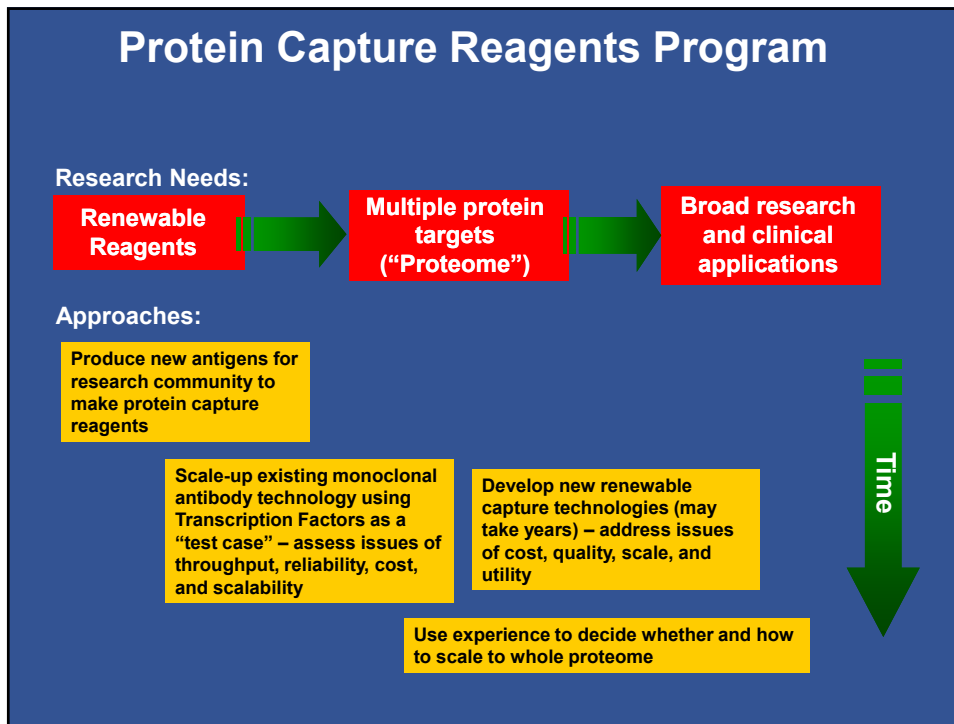 Protein Capture Reagents Program
Research Needs:
Renewable
Reagents
Multiple protein
targets
(“Proteome”)
Broad research
and clinical
applications
Approaches:
Produce new antigens for
research community to
make protein capture
reagents
Scale-up existing monoclonal
antibody technology using
Transcription Factors as a
“test case” – assess issues of
throughput, reliability, cost,
and scalability
Develop new renewable
capture technologies (may
take years) – address issues
of cost, quality, scale, and
utility
Use experience to decide whether and how
to scale to whole proteome
Time